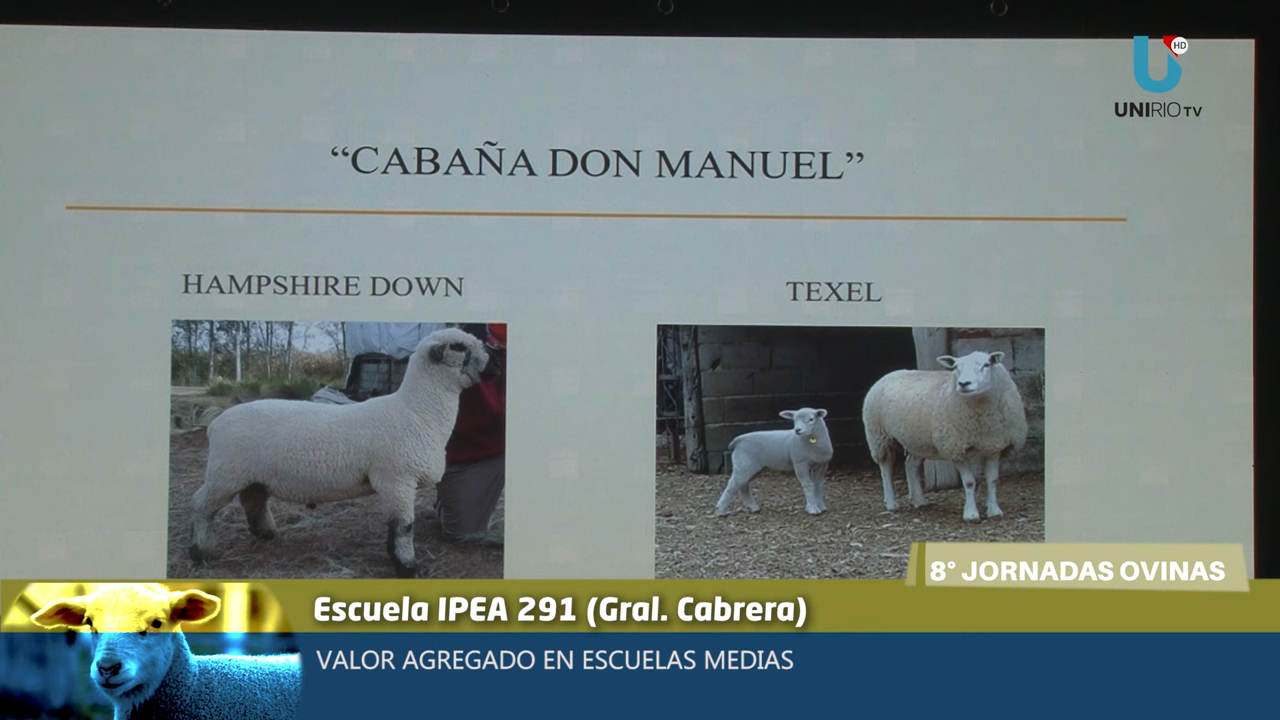 HD
UNIRIO TV
“CABAÑA DON MANUEL”
HAMPSHIRE DOWN
TEXEL
8° JORNADAS OVINAS
Escuela IPEA 291 (Gral. Cabrera)
VALOR AGREGADO EN ESCUELAS MEDIAS